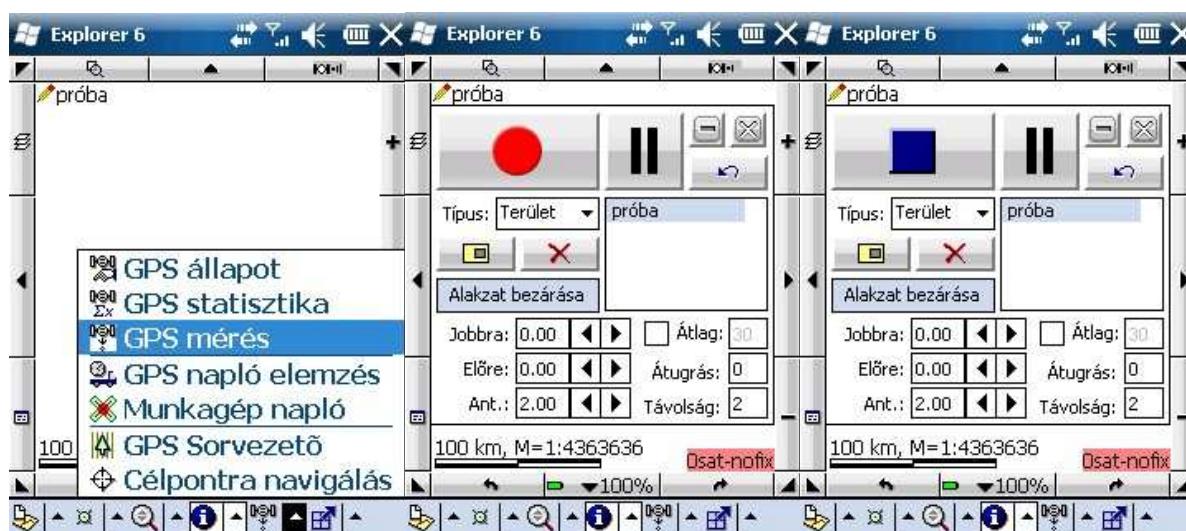 Explorer 6
próba
GPS állapot
GPS statisztika
GPS mérés
GPS napló elemzés
Munkagép napló
GPS Sorvezetõ
Célpontra navigálás
100
Explorer 6
próba
Típus: Terület próba
Alakzat bezárása
Jobbra: 0.00 Átlag: 30
Előre: 0.00 Átugrás: 0
Ant.: 2.00 Távolság: 2
100 km, M=1:4363636
0sat-nofix
100%
Explorer 6
próba
Típus: Terület próba
Alakzat bezárása
Jobbra: 0.00 Átlag: 30
Előre: 0.00 Átugrás: 0
Ant.: 2.00 Távolság: 2
100 km, M=1:4363636
0sat-nofix
100%